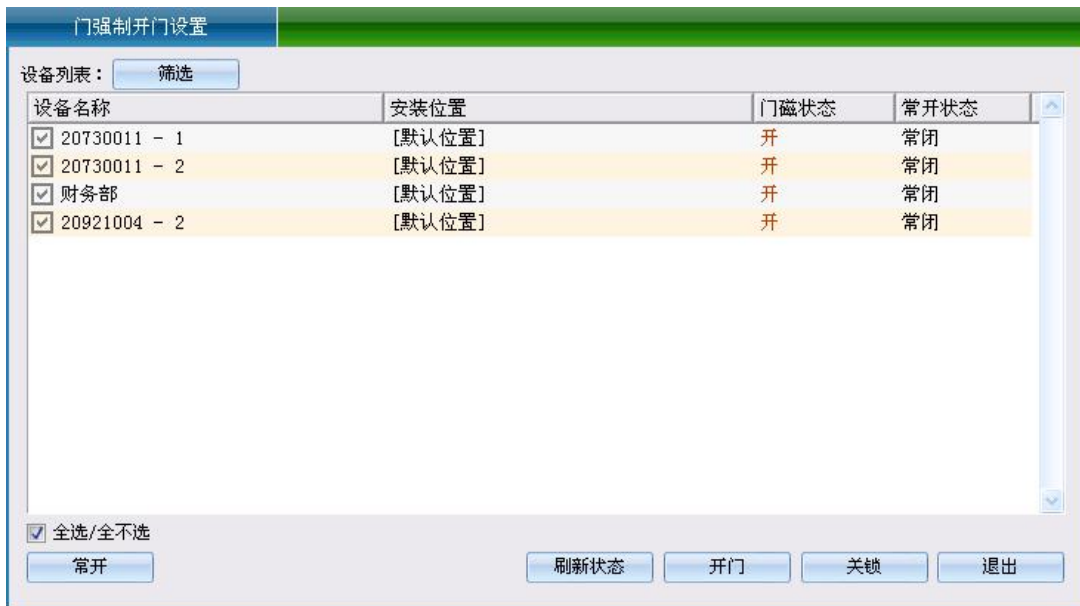 门强制开门设置
设备列表： 筛选
设备名称 安装位置 门磁状态 常开状态
20730011 - 1 [默认位置] 开 常闭
20730011 - 2 [默认位置] 开 常闭
财务部 [默认位置] 开 常闭
20921004 - 2 [默认位置] 开 常闭
全选/全不选
常开 刷新状态 开门 关锁 退出